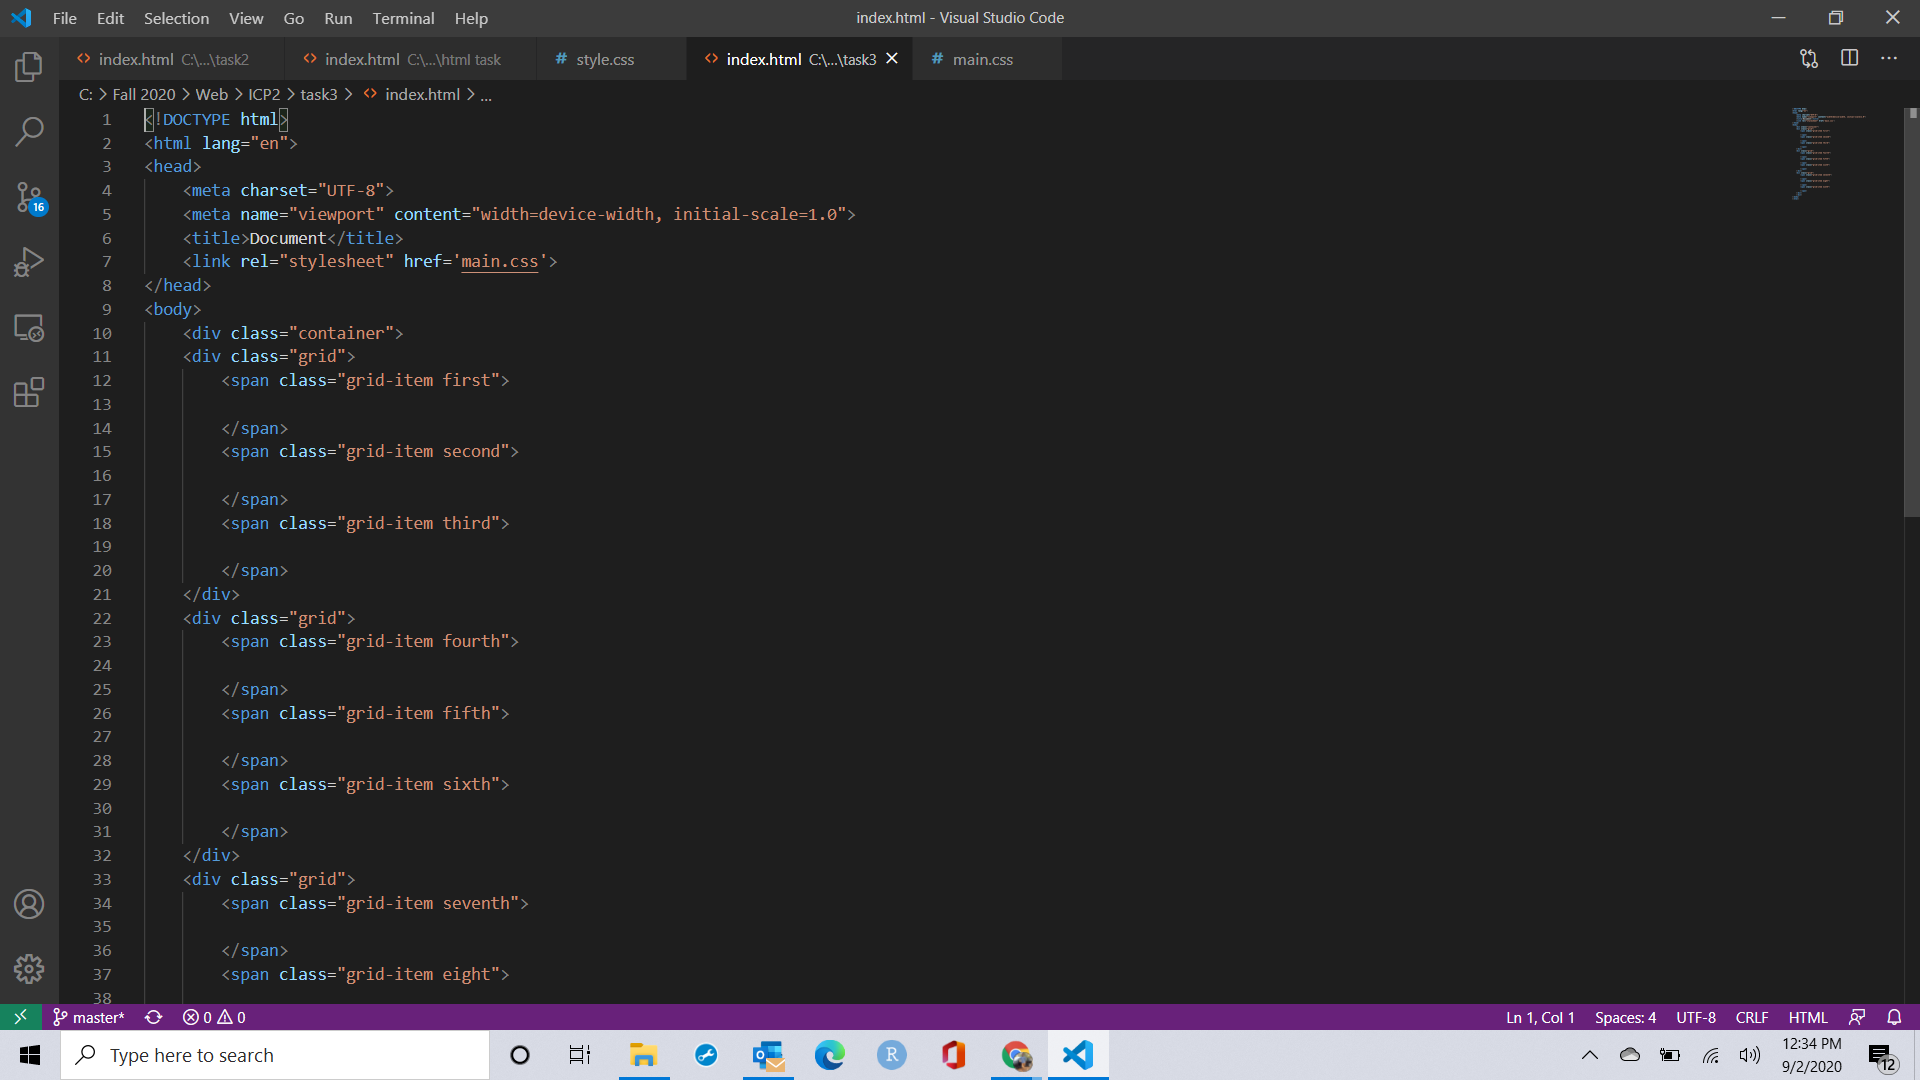 File Edit Selection View Go Run Terminal Help
index.html - Visual Studio Code
index.html C:\...\task2
index.html C:\...\html task
# style.css
index.html C:\...\task3
# main.css
C: > Fall 2020 > Web > ICP2 > task3 > index.html > ...
16
1 <!DOCTYPE html>
2 <html lang="en">
3 <head>
4 <meta charset="UTF-8">
5 <meta name="viewport" content="width=device-width, initial-scale=1.0">
6 <title>Document</title>
7 <link rel="stylesheet" href='main.css'>
8 </head>
9 <body>
10 <div class="container">
11 <div class="grid">
12 <span class="grid-item first">
13
14 </span>
15 <span class="grid-item second">
16
17 </span>
18 <span class="grid-item third">
19
20 </span>
21 </div>
22 <div class="grid">
23 <span class="grid-item fourth">
24
25 </span>
26 <span class="grid-item fifth">
27
28 </span>
29 <span class="grid-item sixth">
30
31 </span>
32 </div>
33 <div class="grid">
34 <span class="grid-item seventh">
35
36 </span>
37 <span class="grid-item eight">
38
master* 0 0
Ln 1, Col 1 Spaces: 4 UTF-8 CRLF HTML
Type here to search
R
12:34 PM
9/2/2020
12